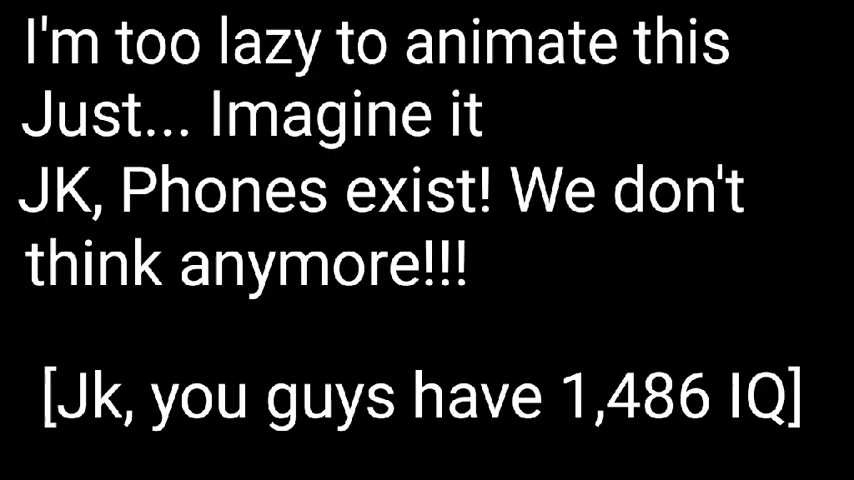 I'm too lazy to animate this
Just... Imagine it
JK, Phones exist! We don't
think anymore!!!
[Jk, you guys have 1,486 IQ]